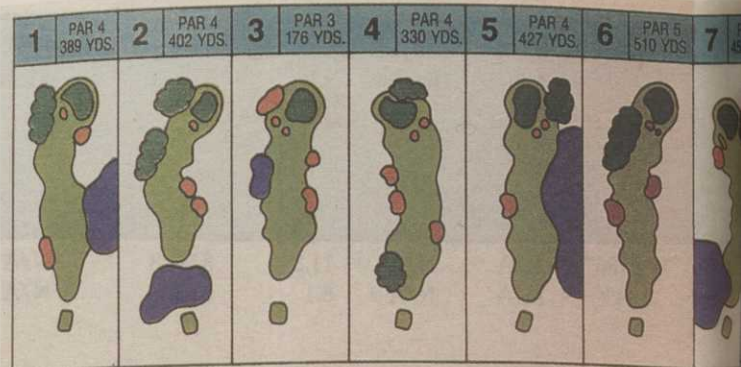 1 PAR 4
389 YDS.
2 PAR 4
402 YDS.
3 PAR 3
176 YDS.
4 PAR 4
330 YDS.
5 PAR 4
427 YDS.
6 PAR 5
510 YDS.
7